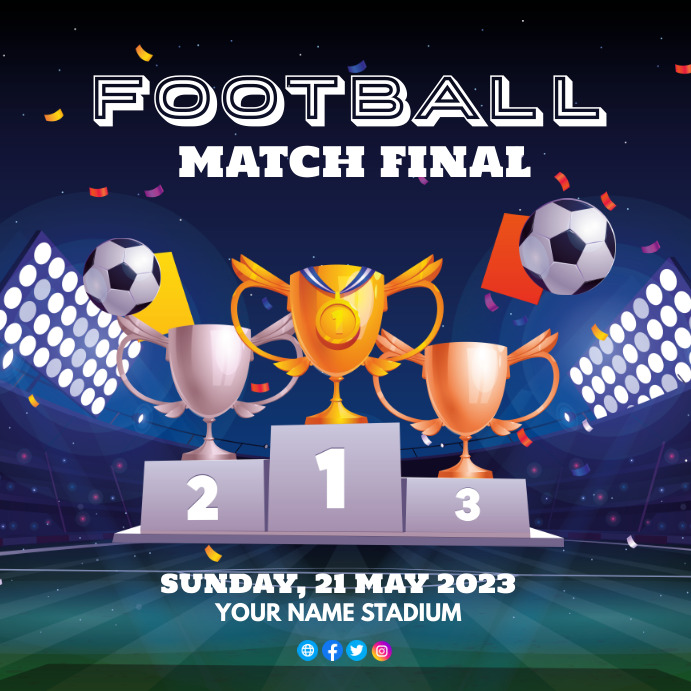 FOOTBALL
MATCH FINAL
1
2
3
SUNDAY, 21 MAY 2023
YOUR NAME STADIUM